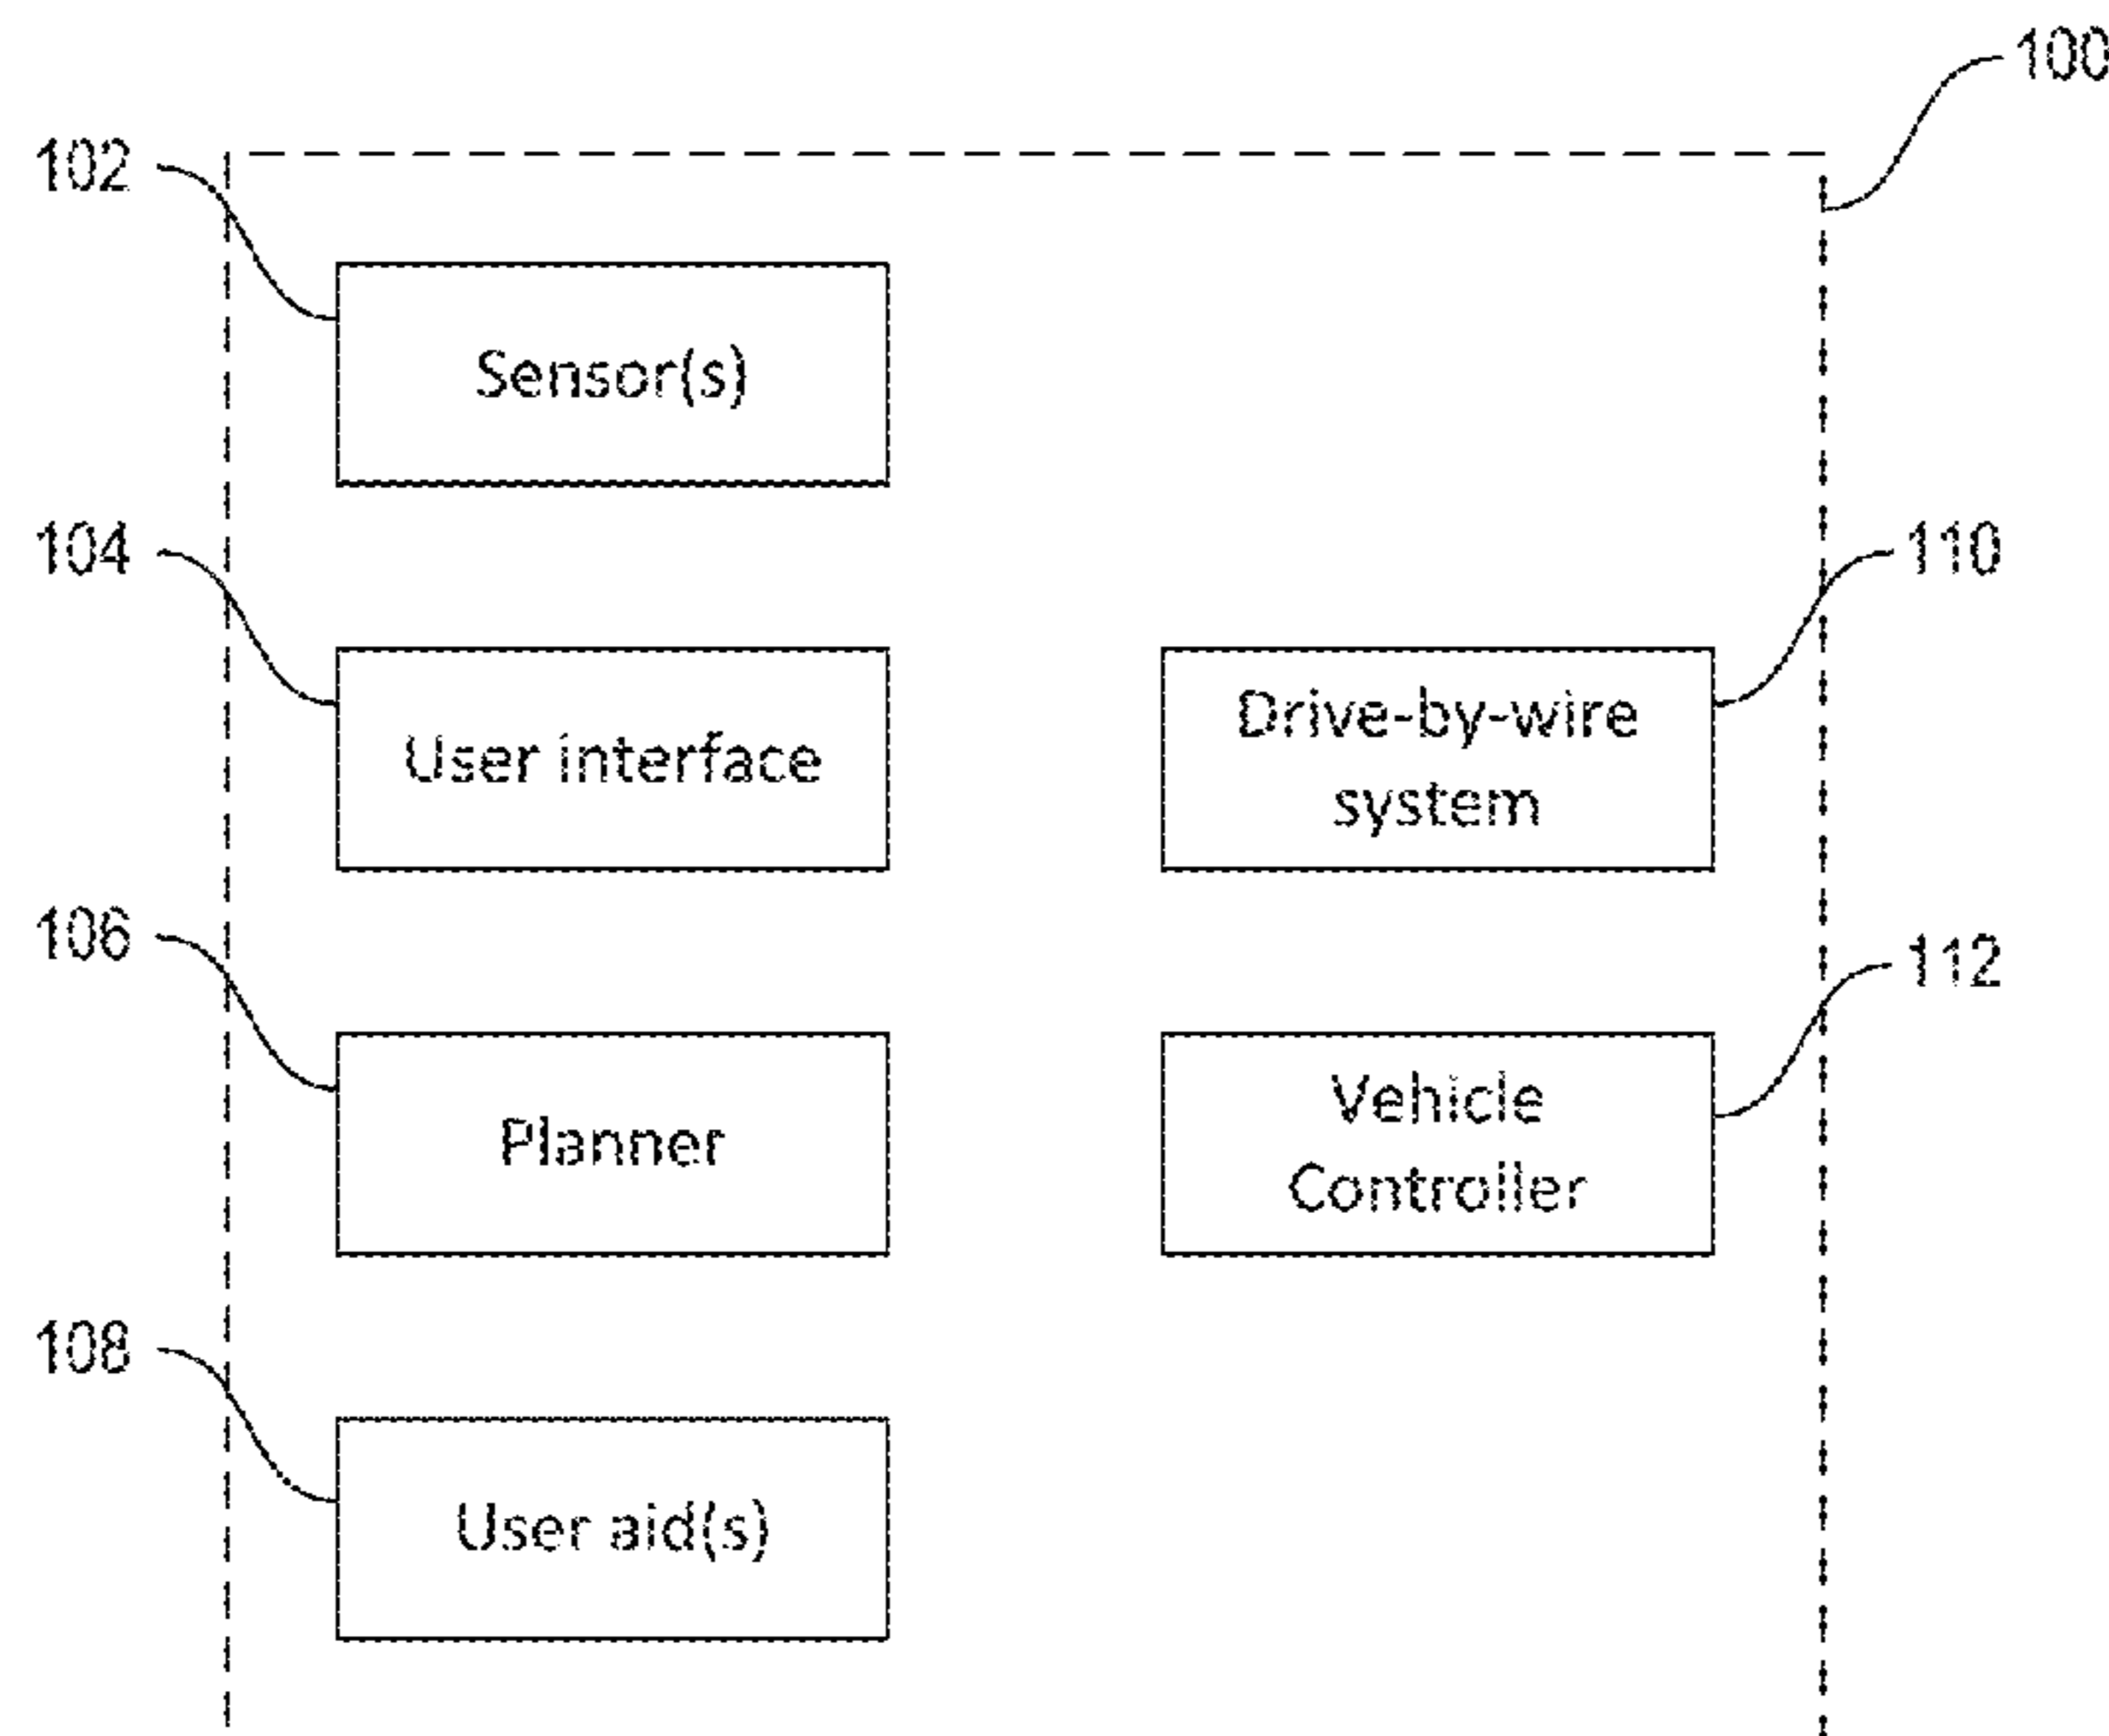 100
102
Sensor(s)
104
110
User interface
Drive-by-wire
system
106
112
Planner
Vehicle
Controller
108
User aid(s)